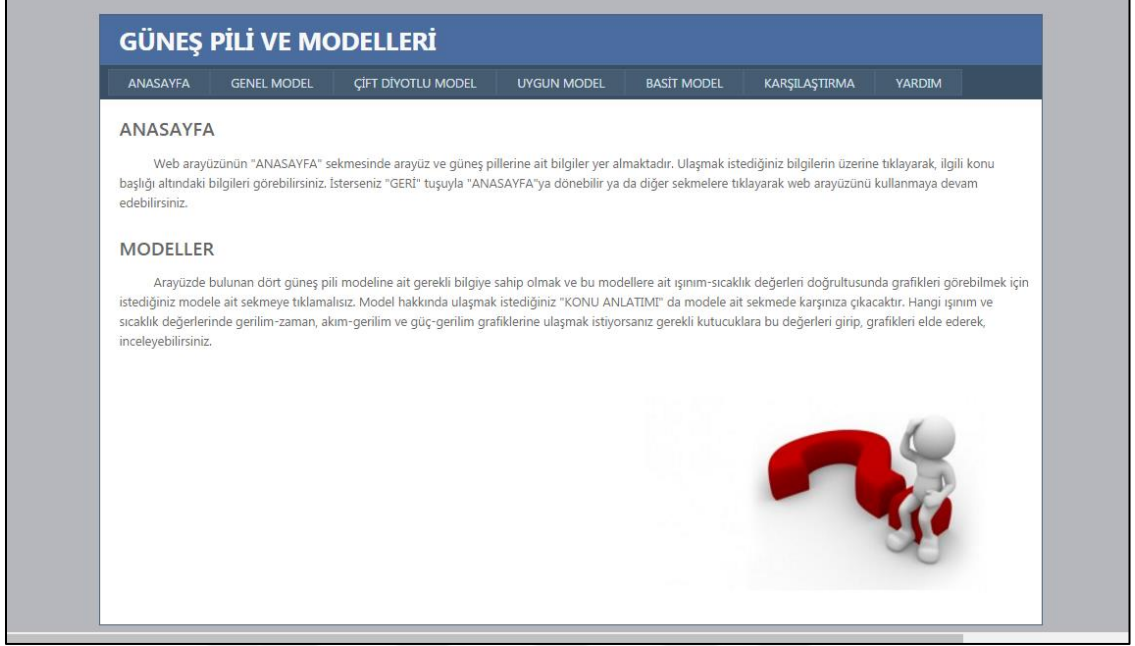 GÜNEŞ PİLİ VE MODELLERİ
ANASAYFA GENEL MODEL ÇİFT DİYOTLU MODEL UYGUN MODEL BASİT MODEL KARŞILAŞTIRMA YARDIM
ANASAYFA
Web arayüzünün "ANASAYFA" sekmesinde arayüz ve güneş pillerine ait bilgiler yer almaktadır. Ulaşmak istediğiniz bilgilerin üzerine tıklayarak, ilgili konu
başlığı altındaki bilgileri görebilirsiniz. İsterseniz "GERİ" tuşuyla "ANASAYFA"ya dönebilir ya da diğer sekmelere tıklayarak web arayüzünü kullanmaya devam
edebilirsiniz.
MODELLER
Arayüzde bulunan dört güneş pili modeline ait gerekli bilgiye sahip olmak ve bu modellere ait ışınım-sıcaklık değerleri doğrultusunda grafikleri görebilmek için
istediğiniz modele ait sekmeye tıklamalısız. Model hakkında ulaşmak istediğiniz "KONU ANLATIMI" da modele ait sekmede karşınıza çıkacaktır. Hangi ışınım ve
sıcaklık değerlerinde gerilim-zaman, akım-gerilim ve güç-gerilim grafiklerine ulaşmak istiyorsanız gerekli kutucuklara bu değerleri girip, grafikleri elde ederek,
inceleyebilirsiniz.